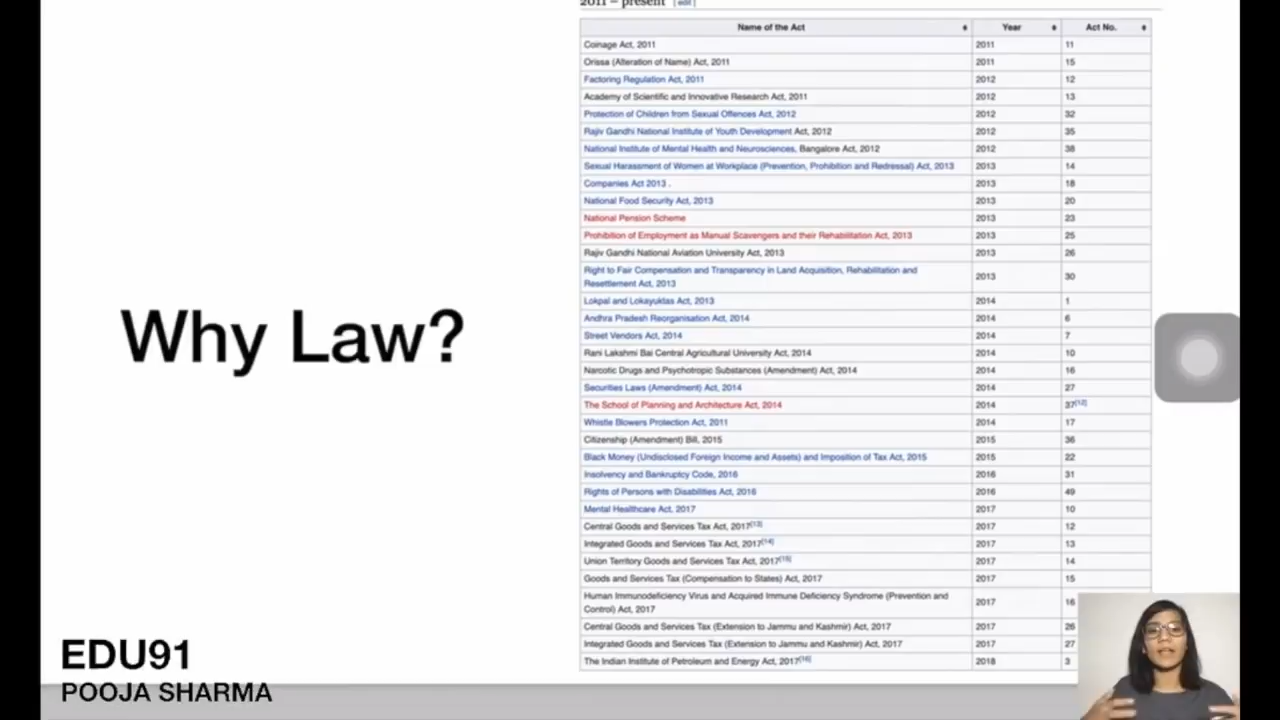 2011 – present [edit]
Name of the Act Year Act No.
Coinage Act, 2011 2011 11
Orissa (Alteration of Name) Act, 2011 2011 15
Factoring Regulation Act, 2011 2012 12
Academy of Scientific and Innovative Research Act, 2011 2012 13
Protection of Children from Sexual Offences Act, 2012 2012 32
Rajiv Gandhi National Institute of Youth Development Act, 2012 2012 35
National Institute of Mental Health and Neurosciences, Bangalore Act, 2012 2012 38
Sexual Harassment of Women at Workplace (Prevention, Prohibition and Redressal) Act, 2013 2013 14
Companies Act 2013 . 2013 18
National Food Security Act, 2013 2013 20
National Pension Scheme 2013 23
Prohibition of Employment as Manual Scavengers and their Rehabilitation Act, 2013 2013 25
Rajiv Gandhi National Aviation University Act, 2013 2013 26
Right to Fair Compensation and Transparency in Land Acquisition, Rehabilitation and
Resettlement Act, 2013 2013 30
Lokpal and Lokayuktas Act, 2013 2014 1
Andhra Pradesh Reorganisation Act, 2014 2014 6
Street Vendors Act, 2014 2014 7
Rani Lakshmi Bai Central Agricultural University Act, 2014 2014 10
Narcotic Drugs and Psychotropic Substances (Amendment) Act, 2014 2014 16
Securities Laws (Amendment) Act, 2014 2014 27
The School of Planning and Architecture Act, 2014 2014 37[12]
Whistle Blowers Protection Act, 2011 2014 17
Citizenship (Amendment) Bill, 2015 2015 36
Black Money (Undisclosed Foreign Income and Assets) and Imposition of Tax Act, 2015 2015 22
Insolvency and Bankruptcy Code, 2016 2016 31
Rights of Persons with Disabilities Act, 2016 2016 49
Mental Healthcare Act, 2017 2017 10
Central Goods and Services Tax Act, 2017[13] 2017 12
Integrated Goods and Services Tax Act, 2017[14] 2017 13
Union Territory Goods and Services Tax Act, 2017[15] 2017 14
Goods and Services Tax (Compensation to States) Act, 2017 2017 15
Human Immunodeficiency Virus and Acquired Immune Deficiency Syndrome (Prevention and
Control) Act, 2017 2017 16
Central Goods and Services Tax (Extension to Jammu and Kashmir) Act, 2017 2017 26
Integrated Goods and Services Tax (Extension to Jammu and Kashmir) Act, 2017 2017 27
The Indian Institute of Petroleum and Energy Act, 2017[16] 2018 3
Why Law?
EDU91
POOJA SHARMA